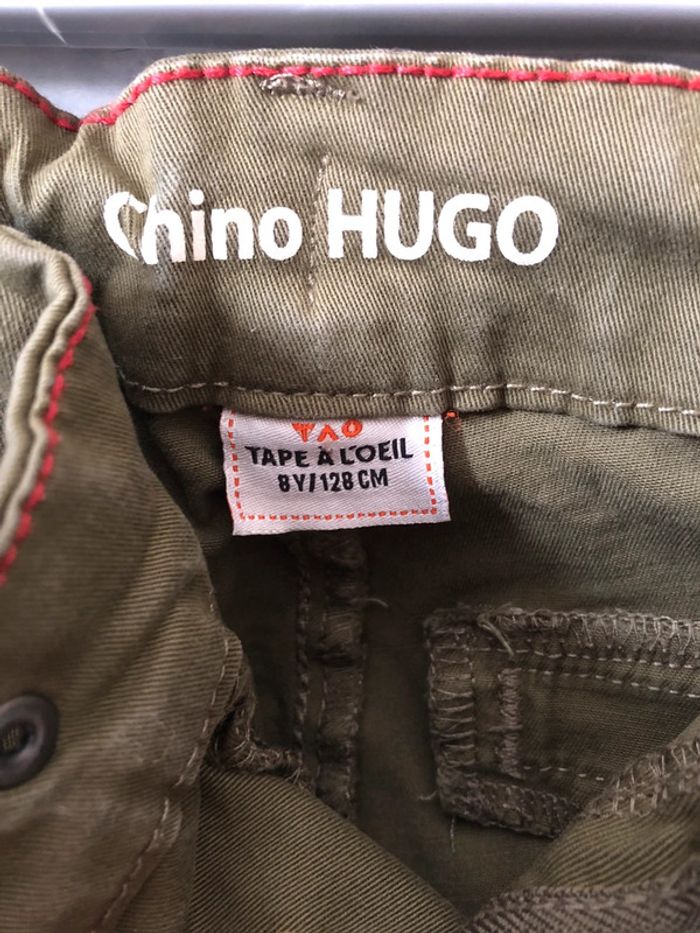 Chino HUGO
TAO
TAPE À L'OEIL
8Y/128 CM